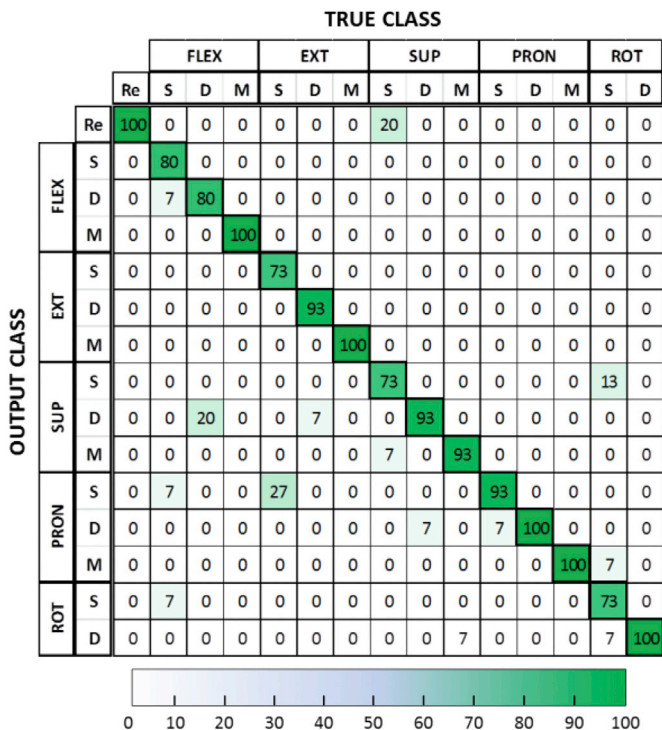 TRUE CLASS
FLEX EXT SUP PRON ROT
Re S D M S D M S D M S D M S D
OUTPUT CLASS
Re 100 0 0 0 0 0 0 20 0 0 0 0 0 0 0
FLEX
S 0 80 0 0 0 0 0 0 0 0 0 0 0 0 0
D 0 7 80 0 0 0 0 0 0 0 0 0 0 0 0
M 0 0 0 100 0 0 0 0 0 0 0 0 0 0 0
EXT
S 0 0 0 0 73 0 0 0 0 0 0 0 0 0 0
D 0 0 0 0 0 93 0 0 0 0 0 0 0 0 0
M 0 0 0 0 0 0 100 0 0 0 0 0 0 0 0
SUP
S 0 0 0 0 0 0 0 73 0 0 0 0 0 13 0
D 0 0 20 0 0 7 0 0 93 0 0 0 0 0 0
M 0 0 0 0 0 0 0 7 0 93 0 0 0 0 0
PRON
S 0 7 0 0 27 0 0 0 0 0 93 0 0 0 0
D 0 0 0 0 0 0 0 0 7 0 7 100 0 0 0
M 0 0 0 0 0 0 0 0 0 0 0 0 100 7 0
ROT
S 0 7 0 0 0 0 0 0 0 0 0 0 0 73 0
D 0 0 0 0 0 0 0 0 0 7 0 0 0 7 100
0 10 20 30 40 50 60 70 80 90 100